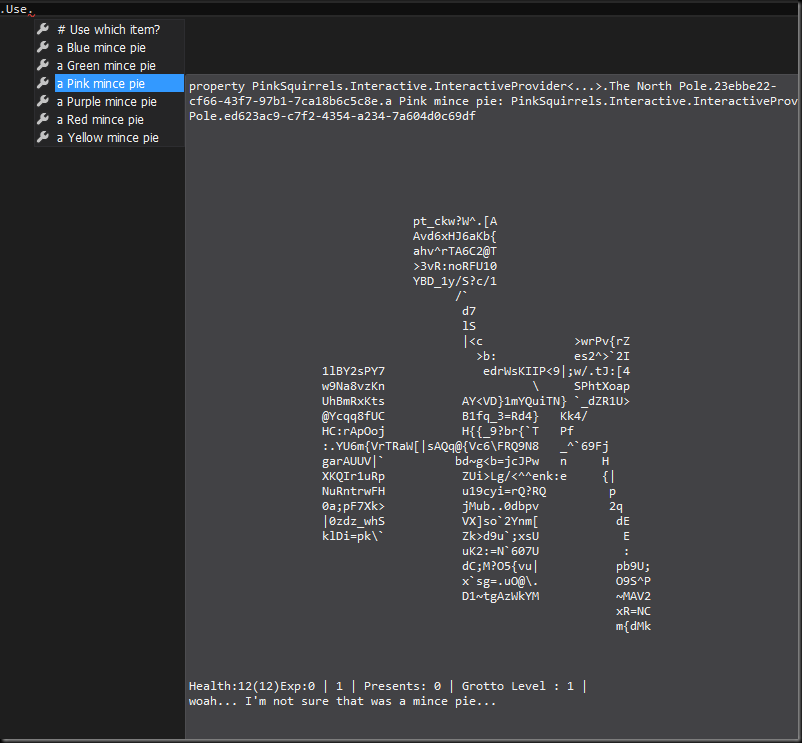 .Use.
# Use which item?
a Blue mince pie
a Green mince pie
a Pink mince pie
a Purple mince pie
a Red mince pie
a Yellow mince pie
property PinkSquirrels.Interactive.InteractiveProvider<...>.The North Pole.23ebbe22-
cf66-43f7-97b1-7ca18b6c5c8e.a Pink mince pie: PinkSquirrels.Interactive.InteractiveProv
Pole.ed623ac9-c7f2-4354-a234-7a604d0c69df
pt_ckw?W^.[A
Avd6xHJ6aKb{
ahv^rTA6C2@T
>3vR:noRFU10
YBD_1y/S?c/1
/`
d7
lS
|<c >wrPv{rZ
>b: es2^>`2I
1lBY2sPY7 edrWsKIIP<9|;w/.tJ:[4
w9Na8vzKn \ SPhtXoap
UhBmRxKts AY<VD}1mYQuiTN} `_dZR1U>
@Ycqq8fUC B1fq_3=Rd4} Kk4/
HC:rApOoj H{{_9?br{`T Pf
:.YU6m{VrTRaW[|sAQq@{Vc6\FRQ9N8 _^`69Fj
garAUUV|` bd~g<b=jcJPw n H
XKQIr1uRp ZUi>Lg/<^^enk:e {|
NuRntrwFH u19cyi=rQ?RQ p
0a;pF7Xk> jMub..0dbpv 2q
|0zdz_whS VX]so`2Ynm[ dE
klDi=pk\` Zk>d9u`;xsU E
uK2:=N`607U :
dC;M?O5{vu| pb9U;
x`sg=.uO@\. O9S^P
D1~tgAzWkYM ~MAV2
xR=NC
m{dMk
Health:12(12)Exp:0 | 1 | Presents: 0 | Grotto Level : 1 |
woah... I'm not sure that was a mince pie...